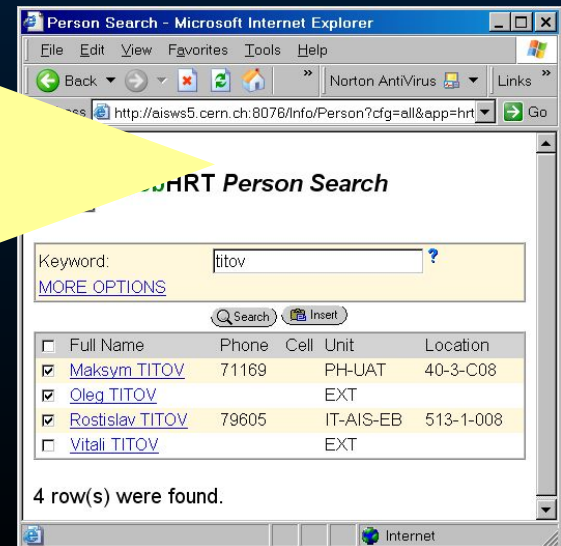 Person Search - Microsoft Internet Explorer
File Edit View Favorites Tools Help
Back » Norton AntiVirus Links »
http://aisws5.cern.ch:8076/Info/Person?cfg=all&app=hrt Go
HRT Person Search
Keyword: titov ?
MORE OPTIONS
Search Insert
Full Name Phone Cell Unit Location
Maksym TITOV 71169 PH-UAT 40-3-C08
Oleg TITOV EXT
Rostislav TITOV 79605 IT-AIS-EB 513-1-008
Vitali TITOV EXT
4 row(s) were found.
Internet